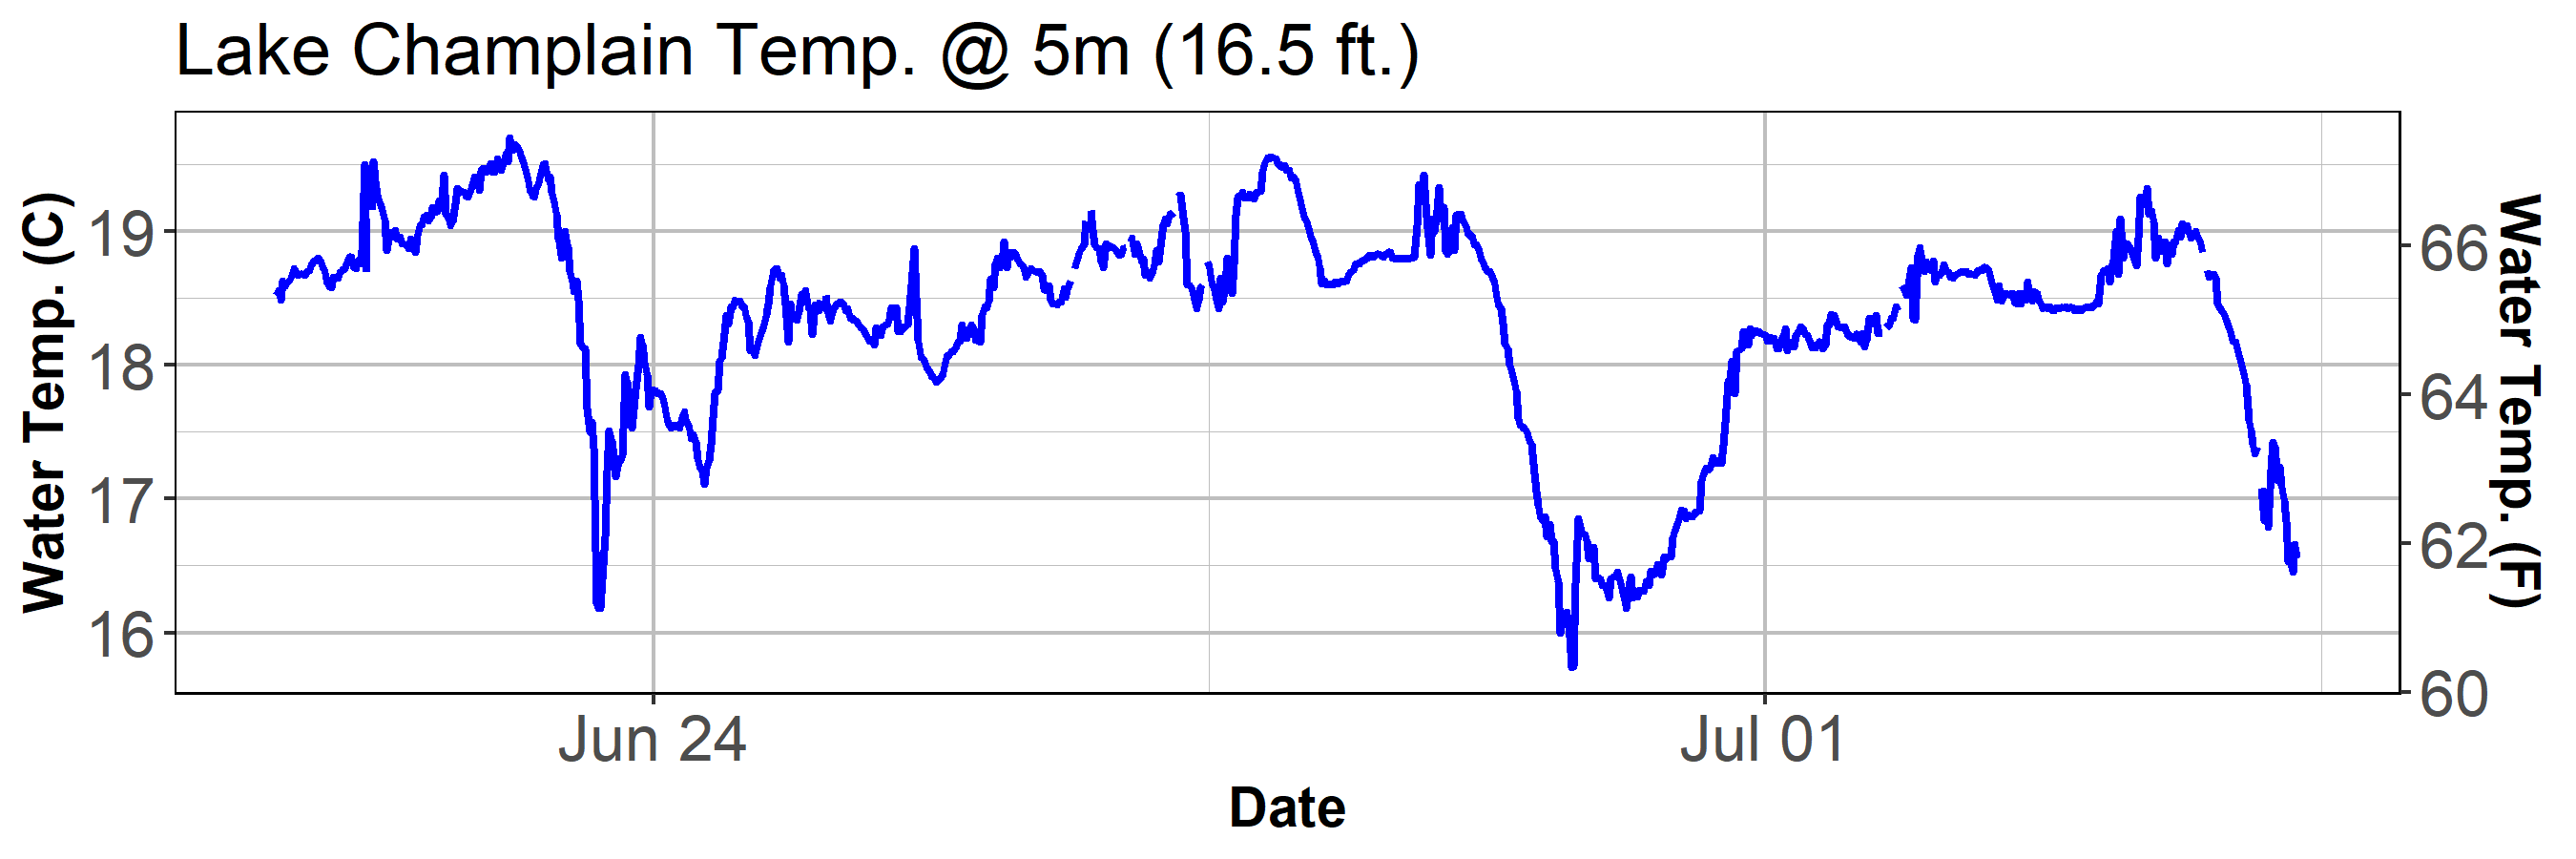 Lake Champlain Temp. @ 5m (16.5 ft.)
Water Temp. (C)
19
18
17
16
66
64
62
60
Water Temp. (F)
Jun 24
Jul 01
Date